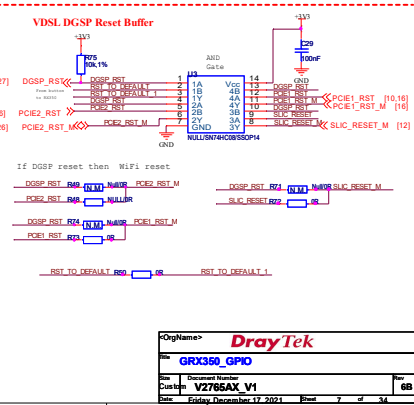 VDSL DGSP Reset Buffer
+3V3
+3V3
R75
10k,1%
C29
100nF
GND
AND
Gate
U3
27]
DGSP_RST
DGSP_RST
1
1A
Vcc
14
RST_TO_DEFAULT
2
1B
4B
13
DGSP_RST
RST_TO_DEFAULT_1
3
1Y
4A
12
PCIE1_RST
PCIE1_RST [10,16]
DGSP_RST
4
2A
4Y
11
PCIE1_RST_M
PCIE1_RST_M [16]
PCIE2_RST
PCIE2_RST
5
2B
3B
10
DGSP_RST
6
2Y
3A
9
SLIC_RESET
PCIE2_RST_M
PCIE2_RST_M
7
GND
3Y
8
SLIC_RESET_M
SLIC_RESET_M [12]
GND
NULL/SN74HC08/SSOP14
If DGSP reset then WiFi reset
DGSP_RST R49 N.M Null/0R PCIE2_RST_M
PCIE2_RST R48 NULL/0R
DGSP_RST N.M Null/0R SLIC_RESET_M
SLIC_RESET R72 0R
DGSP_RST R74 N.M Null/0R PCIE1_RST_M
PCIE1_RST R73 0R
RST_TO_DEFAULT R50 0R RST_TO_DEFAULT_1
<OrgName>
DrayTek
Title
GRX350_GPIO
Size
Custom
Document Number
V2765AX_V1
Rev
6B
Date: Friday, December 17, 2021 Sheet 7 of 34